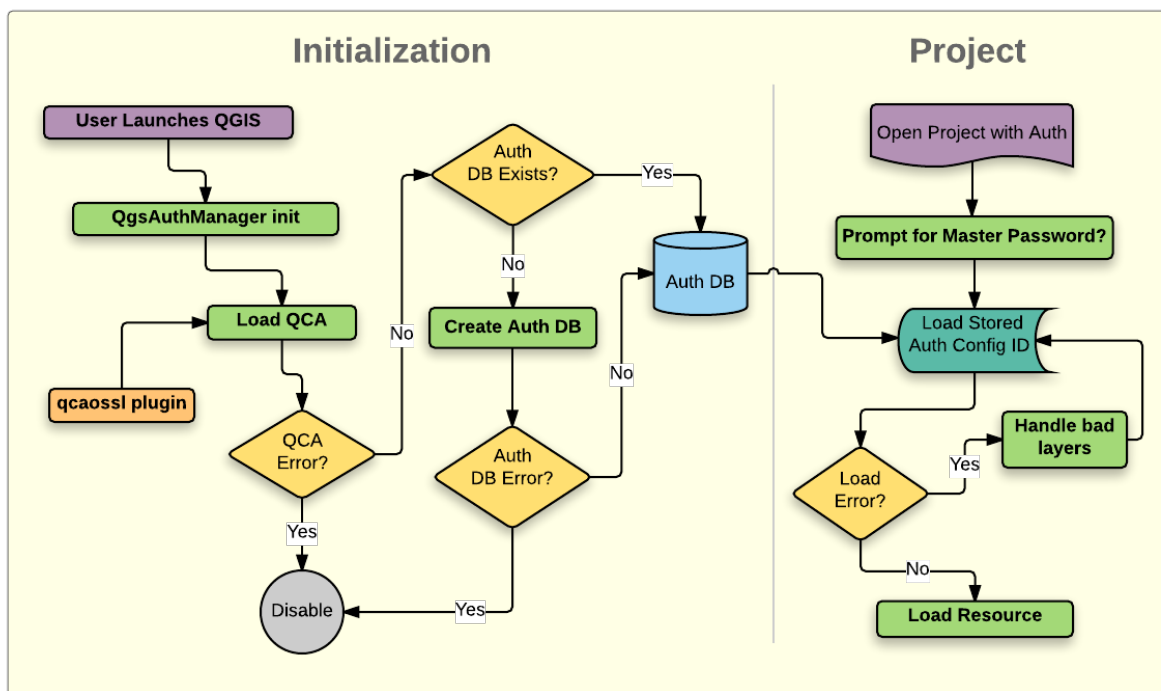 Initialization
User Launches QGIS
QgsAuthManager init
Load QCA
qcaossl plugin
QCA
Error?
Yes
Disable
No
Auth
DB Exists?
Yes
No
Create Auth DB
Auth
DB Error?
Yes
No
Auth DB
Project
Open Project with Auth
Prompt for Master Password?
Load Stored
Auth Config ID
Handle bad
layers
Load
Error?
Yes
No
Load Resource